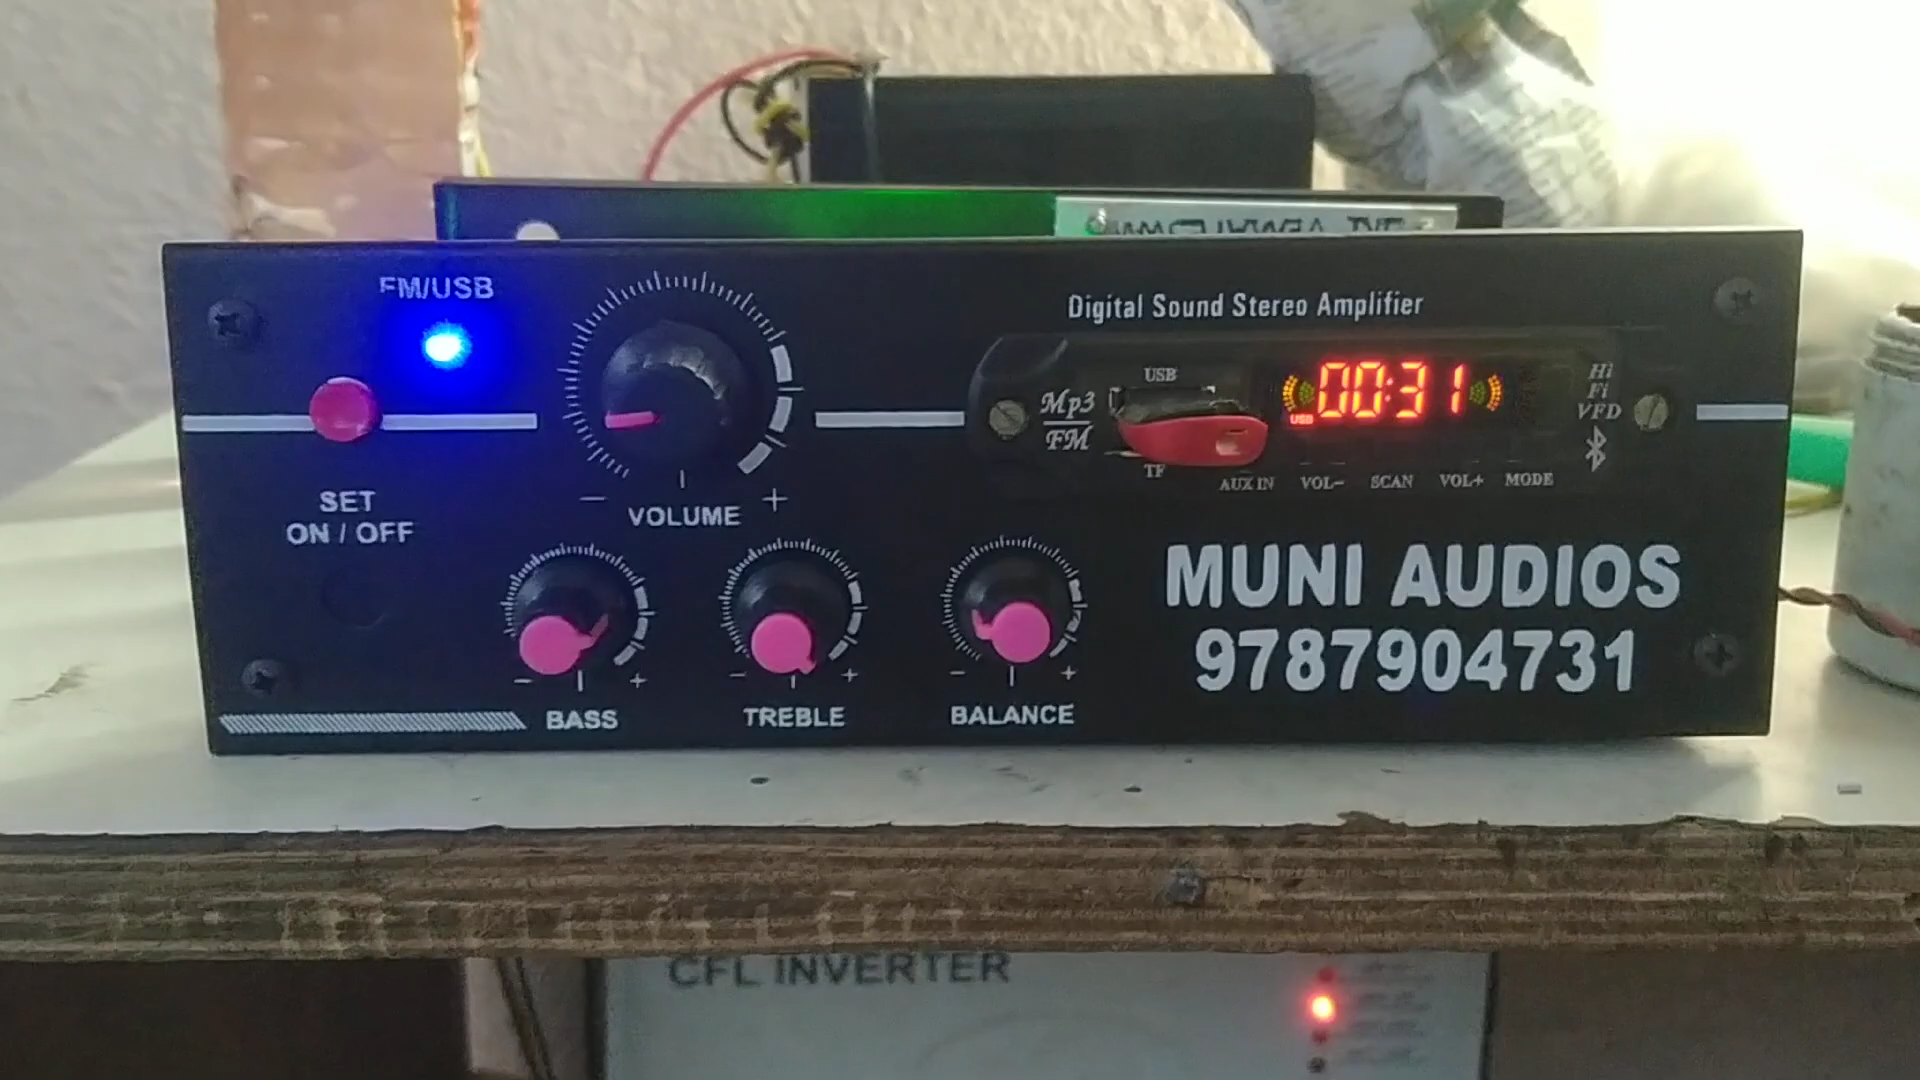 FM/USB
Digital Sound Stereo Amplifier
USB
00:31
USB
Mp3
FM
TF
Hi
Fi
VFD
AUX IN VOL- SCAN VOL+ MODE
SET
ON / OFF
- +
VOLUME
MUNI AUDIOS
9787904731
- + - + - +
BASS TREBLE BALANCE
CFL INVERTER